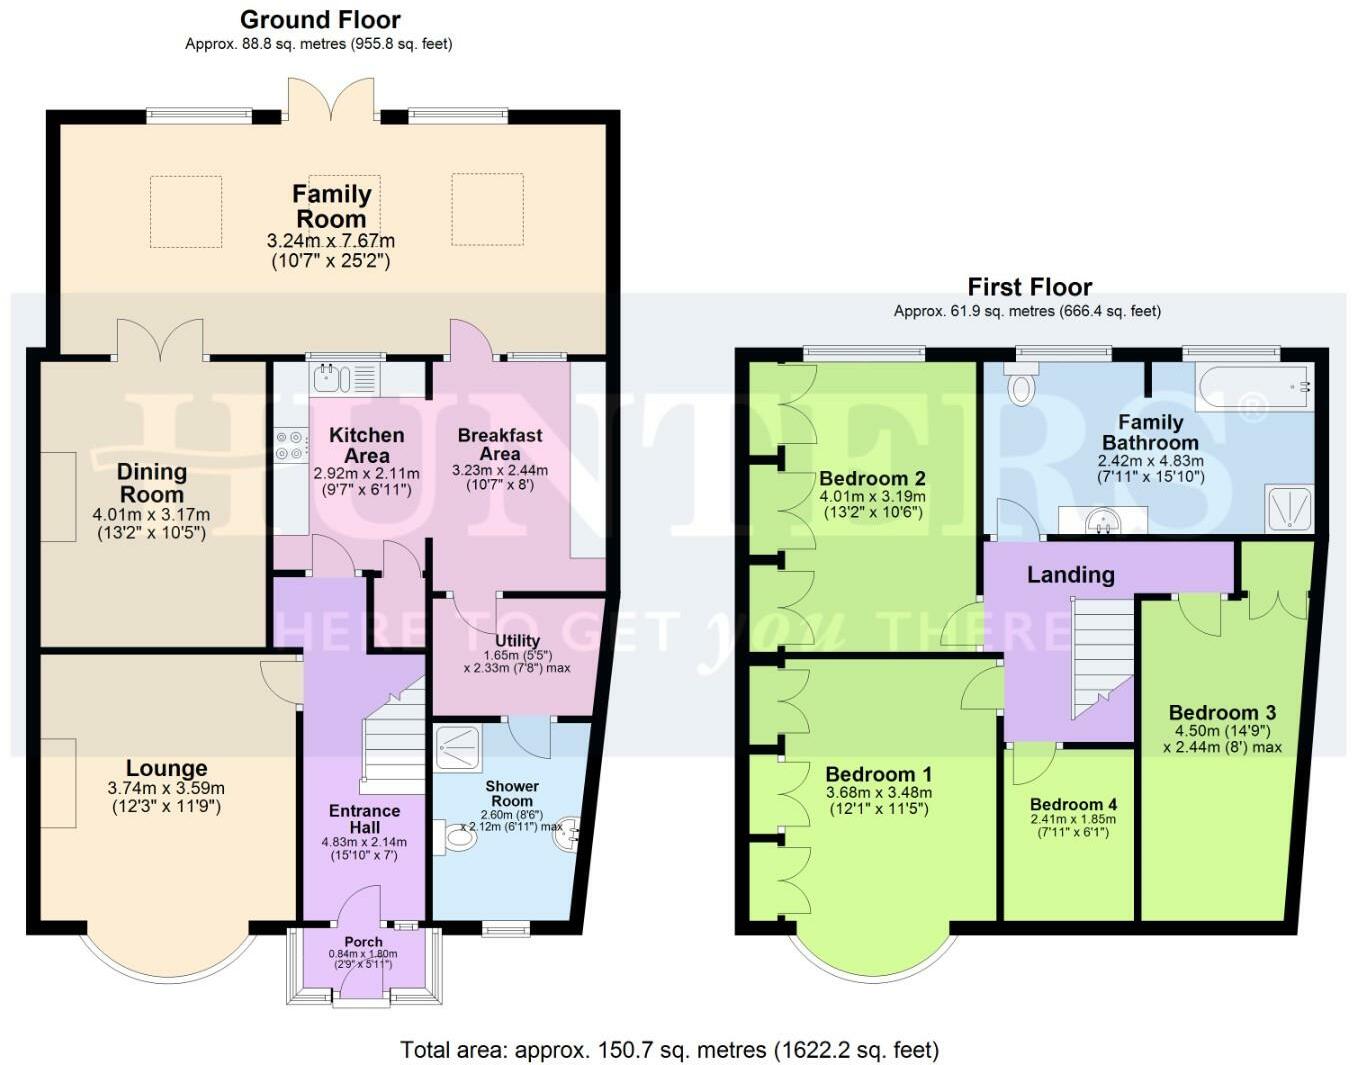 Ground Floor
Approx. 88.8 sq. metres (955.8 sq. feet)
Family
Room
3.24m x 7.67m
(10'7" x 25'2")
First Floor
Approx. 61.9 sq. metres (666.4 sq. feet)
HUNTERS®
HERE TO GET you THERE
Dining
Room
4.01m x 3.17m
(13'2" x 10'5")
Kitchen
Area
2.92m x 2.11m
(9'7" x 6'11")
Breakfast
Area
3.23m x 2.44m
(10'7" x 8')
Utility
1.65m (5'5")
x 2.33m (7'8") max
Lounge
3.74m x 3.59m
(12'3" x 11'9")
Entrance
Hall
4.83m x 2.14m
(15'10" x 7')
Shower
Room
2.60m (8'6")
x 2.12m (6'11") max
Porch
0.84m x 1.80m
(2'9" x 5'11")
Bedroom 2
4.01m x 3.19m
(13'2" x 10'6")
Family
Bathroom
2.42m x 4.83m
(7'11" x 15'10")
Landing
Bedroom 1
3.68m x 3.48m
(12'1" x 11'5")
Bedroom 4
2.41m x 1.85m
(7'11" x 6'1")
Bedroom 3
4.50m (14'9")
x 2.44m (8') max
Total area: approx. 150.7 sq. metres (1622.2 sq. feet)